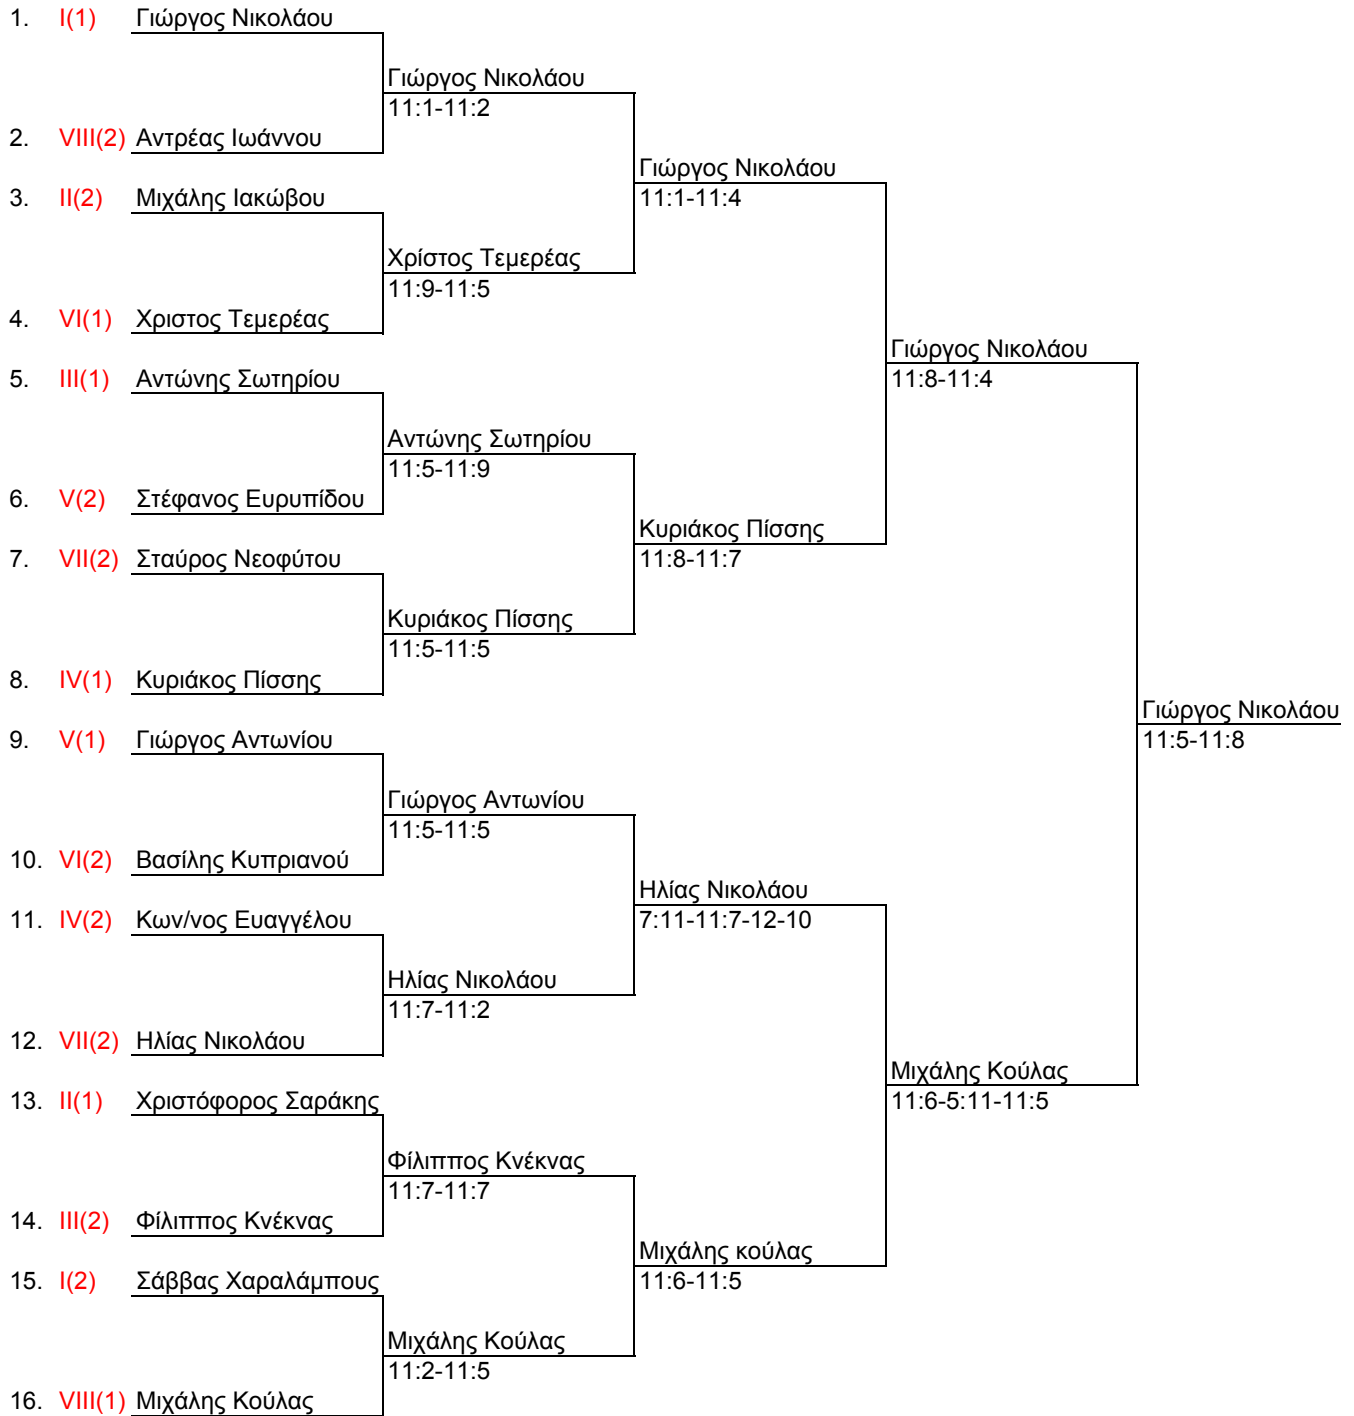 1. I(1) Γιώργος Νικολάου
Γιώργος Νικολάου
11:1-11:2
2. VIII(2) Αντρέας Ιωάννου
Γιώργος Νικολάου
3. II(2) Μιχάλης Ιακώβου
11:1-11:4
Χρίστος Τεμερέας
11:9-11:5
4. VI(1) Χριστος Τεμερέας
Γιώργος Νικολάου
5. III(1) Αντώνης Σωτηρίου
11:8-11:4
Αντώνης Σωτηρίου
11:5-11:9
6. V(2) Στέφανος Ευρυπίδου
Κυριάκος Πίσσης
7. VII(2) Σταύρος Νεοφύτου
11:8-11:7
Κυριάκος Πίσσης
11:5-11:5
8. IV(1) Κυριάκος Πίσσης
Γιώργος Νικολάου
9. V(1) Γιώργος Αντωνίου
11:5-11:8
Γιώργος Αντωνίου
11:5-11:5
10. VI(2) Βασίλης Κυπριανού
Ηλίας Νικολάου
11. IV(2) Κων/νος Ευαγγέλου
7:11-11:7-12-10
Ηλίας Νικολάου
11:7-11:2
12. VII(2) Ηλίας Νικολάου
Μιχάλης Κούλας
13. II(1) Χριστόφορος Σαράκης
11:6-5:11-11:5
Φίλιππος Κνέκνας
11:7-11:7
14. III(2) Φίλιππος Κνέκνας
Μιχάλης κούλας
15. I(2) Σάββας Χαραλάμπους
11:6-11:5
Μιχάλης Κούλας
11:2-11:5
16. VIII(1) Μιχάλης Κούλας